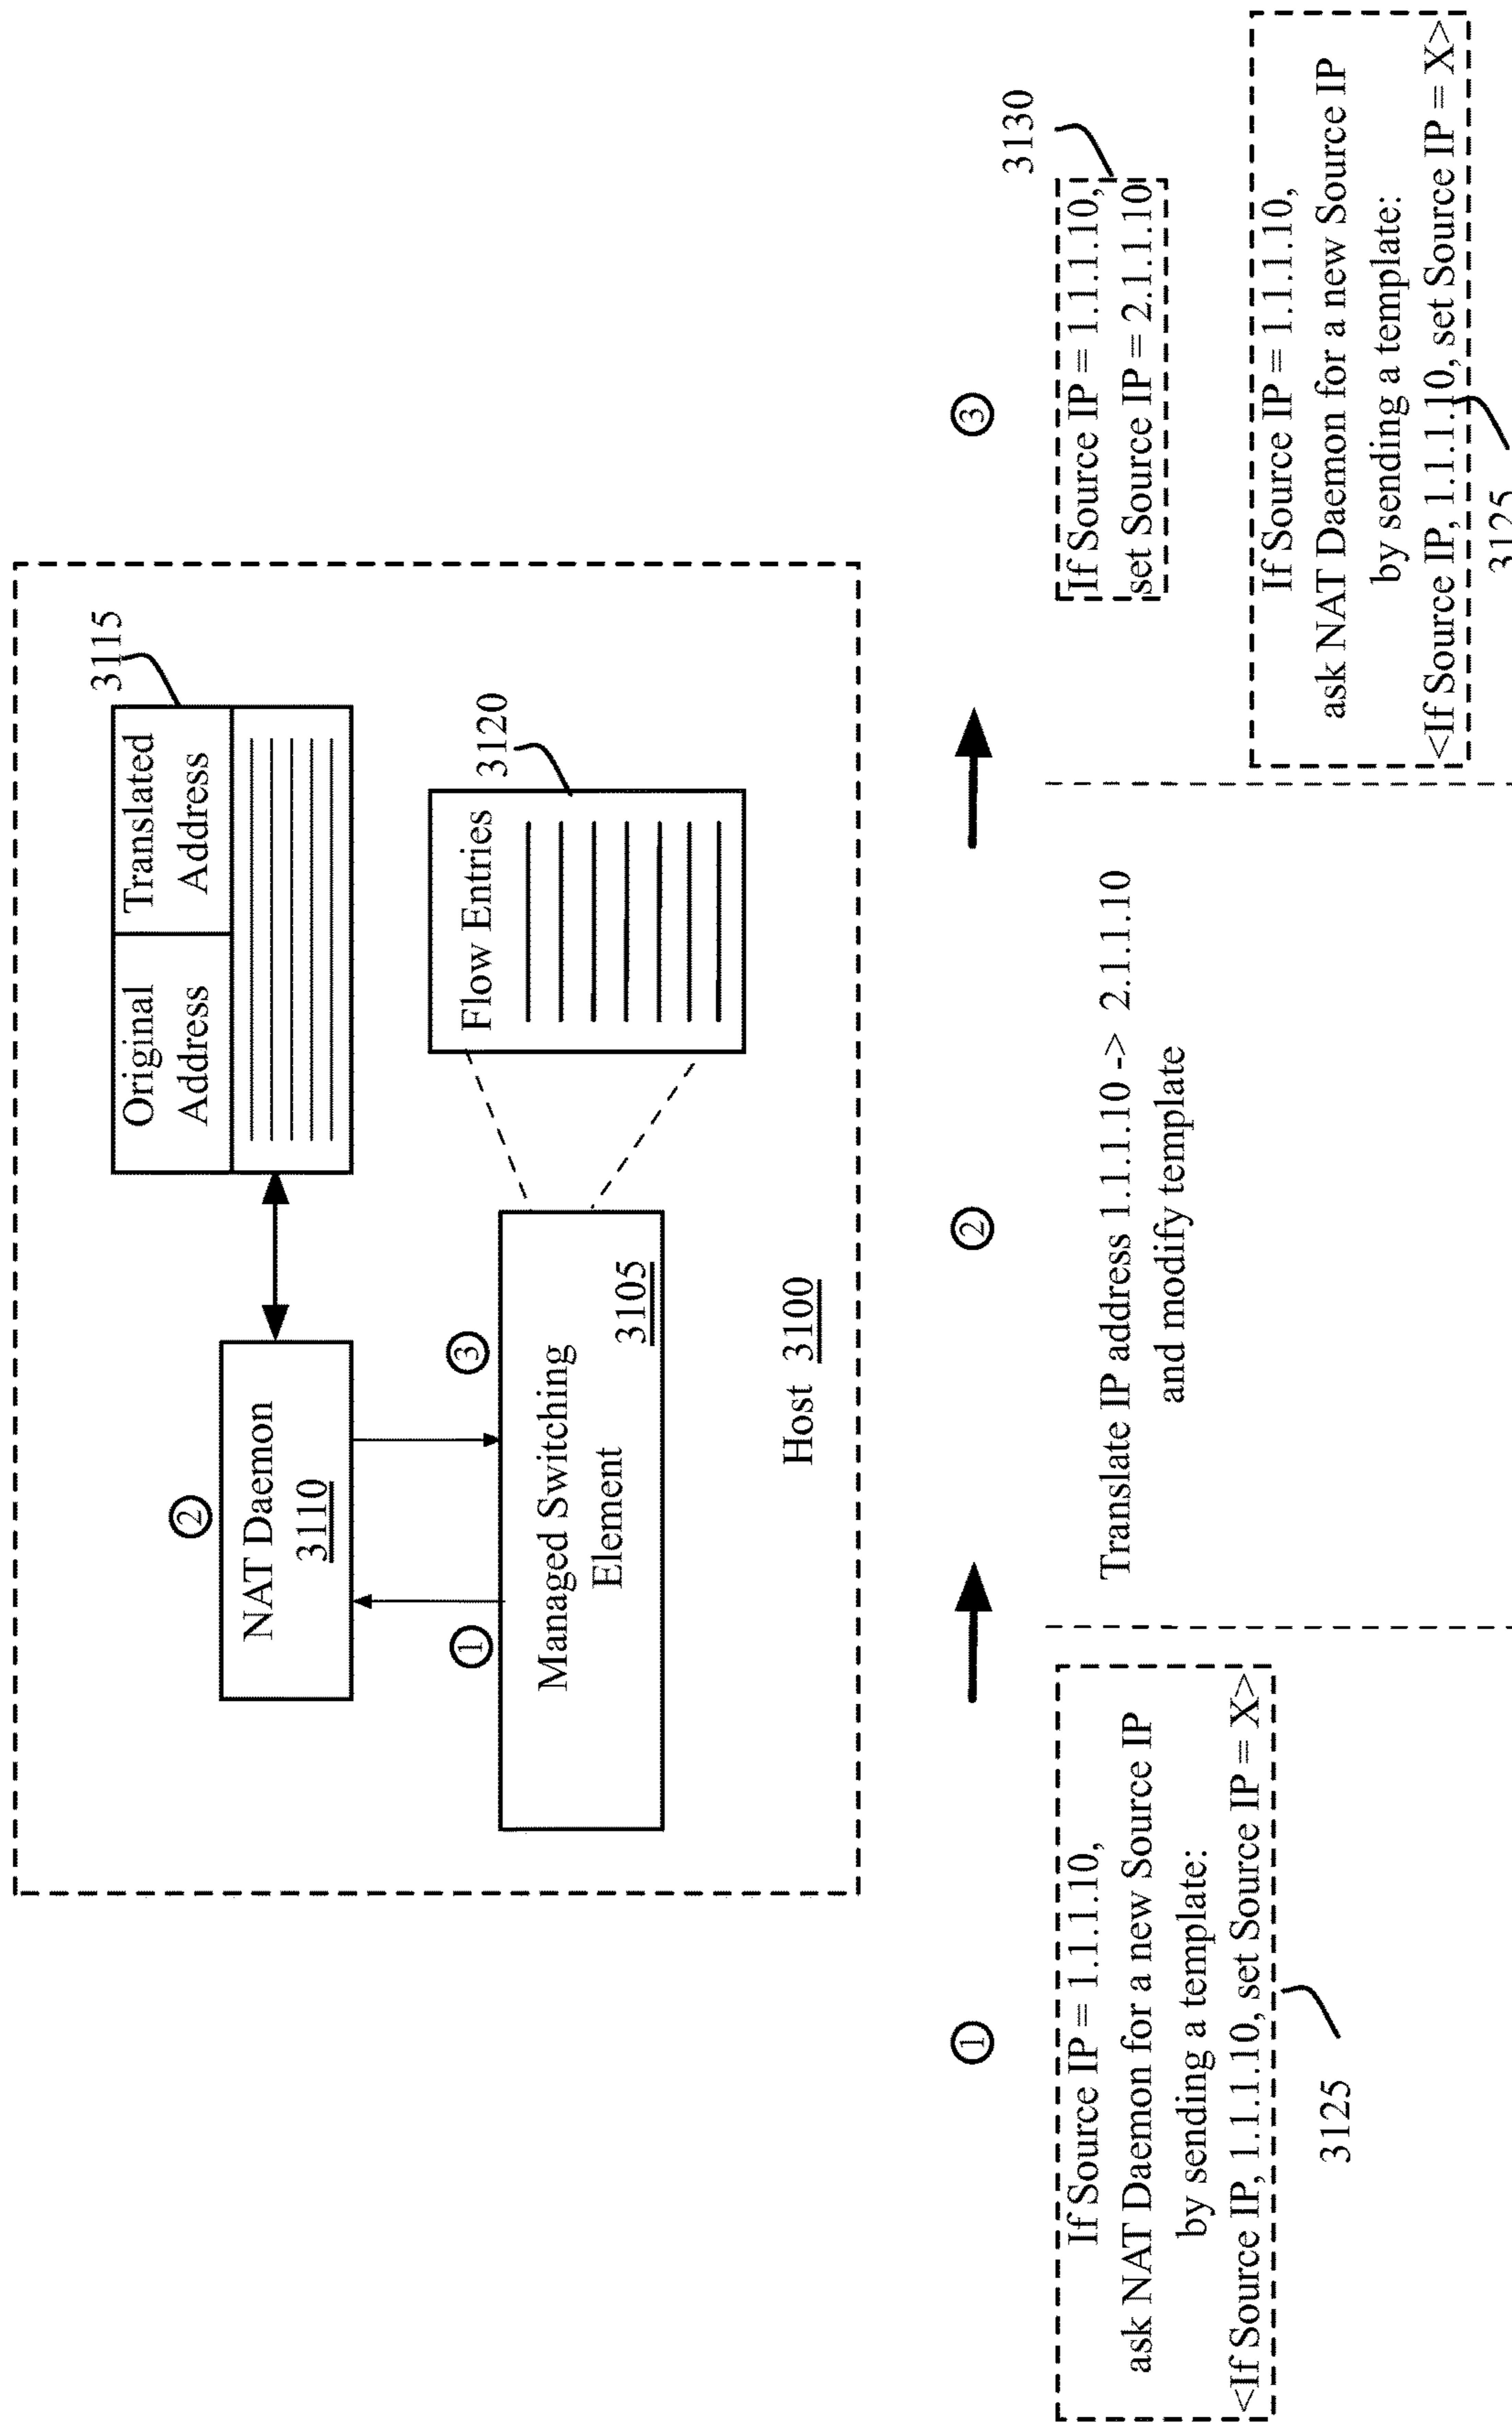 Original
Address
Translated
Address
3115
②
NAT Daemon
3110
Flow Entries
3120
①
③
Managed Switching
Element
3105
Host 3100
①
If Source IP = 1.1.1.10,
ask NAT Daemon for a new Source IP
by sending a template:
<If Source IP, 1.1.1.10, set Source IP = X>
3125
②
Translate IP address 1.1.1.10 -> 2.1.1.10
and modify template
③
3130
If Source IP = 1.1.1.10,
set Source IP = 2.1.1.10
If Source IP = 1.1.1.10,
ask NAT Daemon for a new Source IP
by sending a template:
<If Source IP, 1.1.1.10, set Source IP = X>
3125